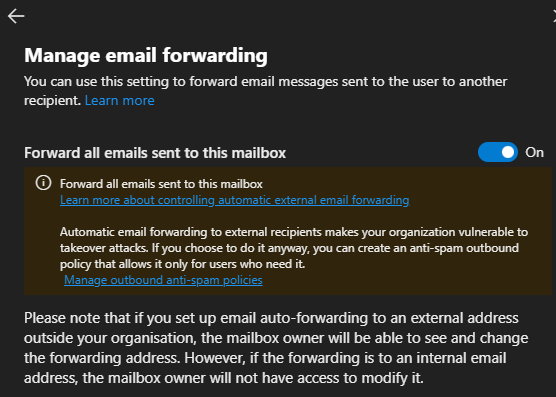 Manage email forwarding
You can use this setting to forward email messages sent to the user to another
recipient. Learn more
Forward all emails sent to this mailbox
On
Forward all emails sent to this mailbox
Learn more about controlling automatic external email forwarding
Automatic email forwarding to external recipients makes your organization vulnerable to
takeover attacks. If you choose to do it anyway, you can create an anti-spam outbound
policy that allows it only for users who need it.
Manage outbound anti-spam policies
Please note that if you set up email auto-forwarding to an external address
outside your organisation, the mailbox owner will be able to see and change
the forwarding address. However, if the forwarding is to an internal email
address, the mailbox owner will not have access to modify it.